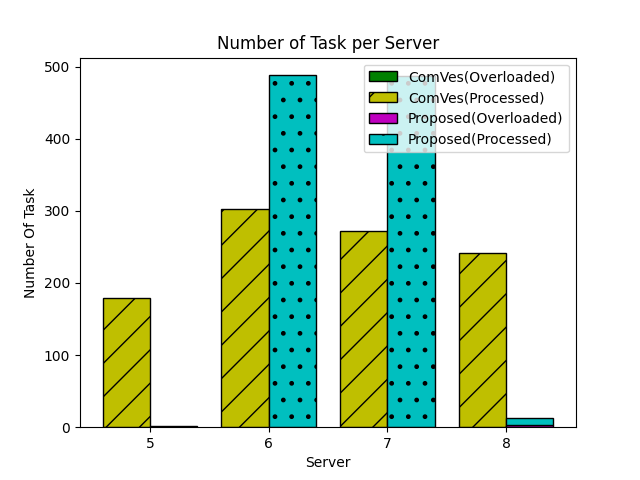 Number of Task per Server
ComVes(Overloaded)
ComVes(Processed)
Proposed(Overloaded)
Proposed(Processed)
Number Of Task
500
400
300
200
100
0
5 6 7 8
Server